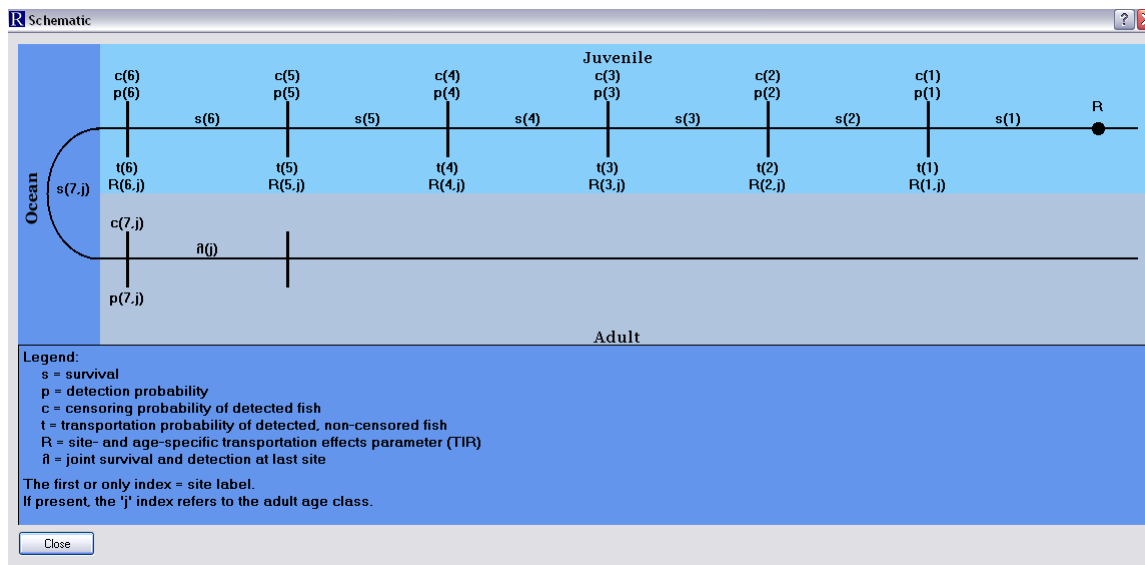 R Schematic
Juvenile
c(6) c(5) c(4) c(3) c(2) c(1)
p(6) p(5) p(4) p(3) p(2) p(1)
R
s(6) s(5) s(4) s(3) s(2) s(1)
t(6) t(5) t(4) t(3) t(2) t(1)
R(6,j) R(5,j) R(4,j) R(3,j) R(2,j) R(1,j)
Ocean
s(7,j)
c(7,j)
ñ(j)
p(7,j)
Adult
Legend:
s = survival
p = detection probability
c = censoring probability of detected fish
t = transportation probability of detected, non-censored fish
R = site- and age-specific transportation effects parameter (TIR)
ñ = joint survival and detection at last site
The first or only index = site label.
If present, the 'j' index refers to the adult age class.
Close